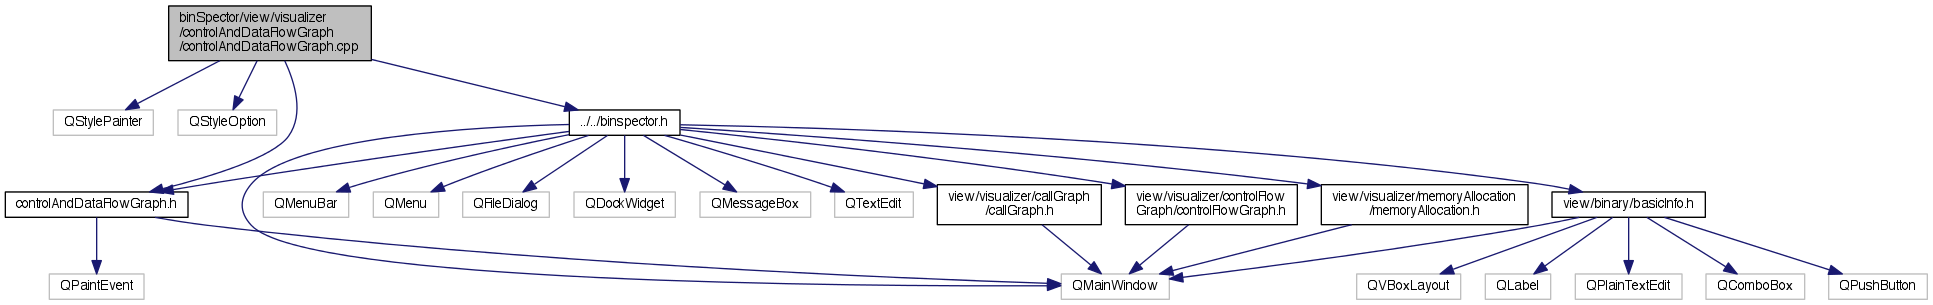 binSpector/view/visualizer
/controlAndDataFlowGraph
/controlAndDataFlowGraph.cpp
QStylePainter
QStyleOption
../../binspector.h
controlAndDataFlowGraph.h
QMenuBar
QMenu
QFileDialog
QDockWidget
QMessageBox
QTextEdit
view/visualizer/callGraph
/callGraph.h
view/visualizer/controlFlow
Graph/controlFlowGraph.h
view/visualizer/memoryAllocation
/memoryAllocation.h
view/binary/basicInfo.h
QPaintEvent
QMainWindow
QVBoxLayout
QLabel
QPlainTextEdit
QComboBox
QPushButton